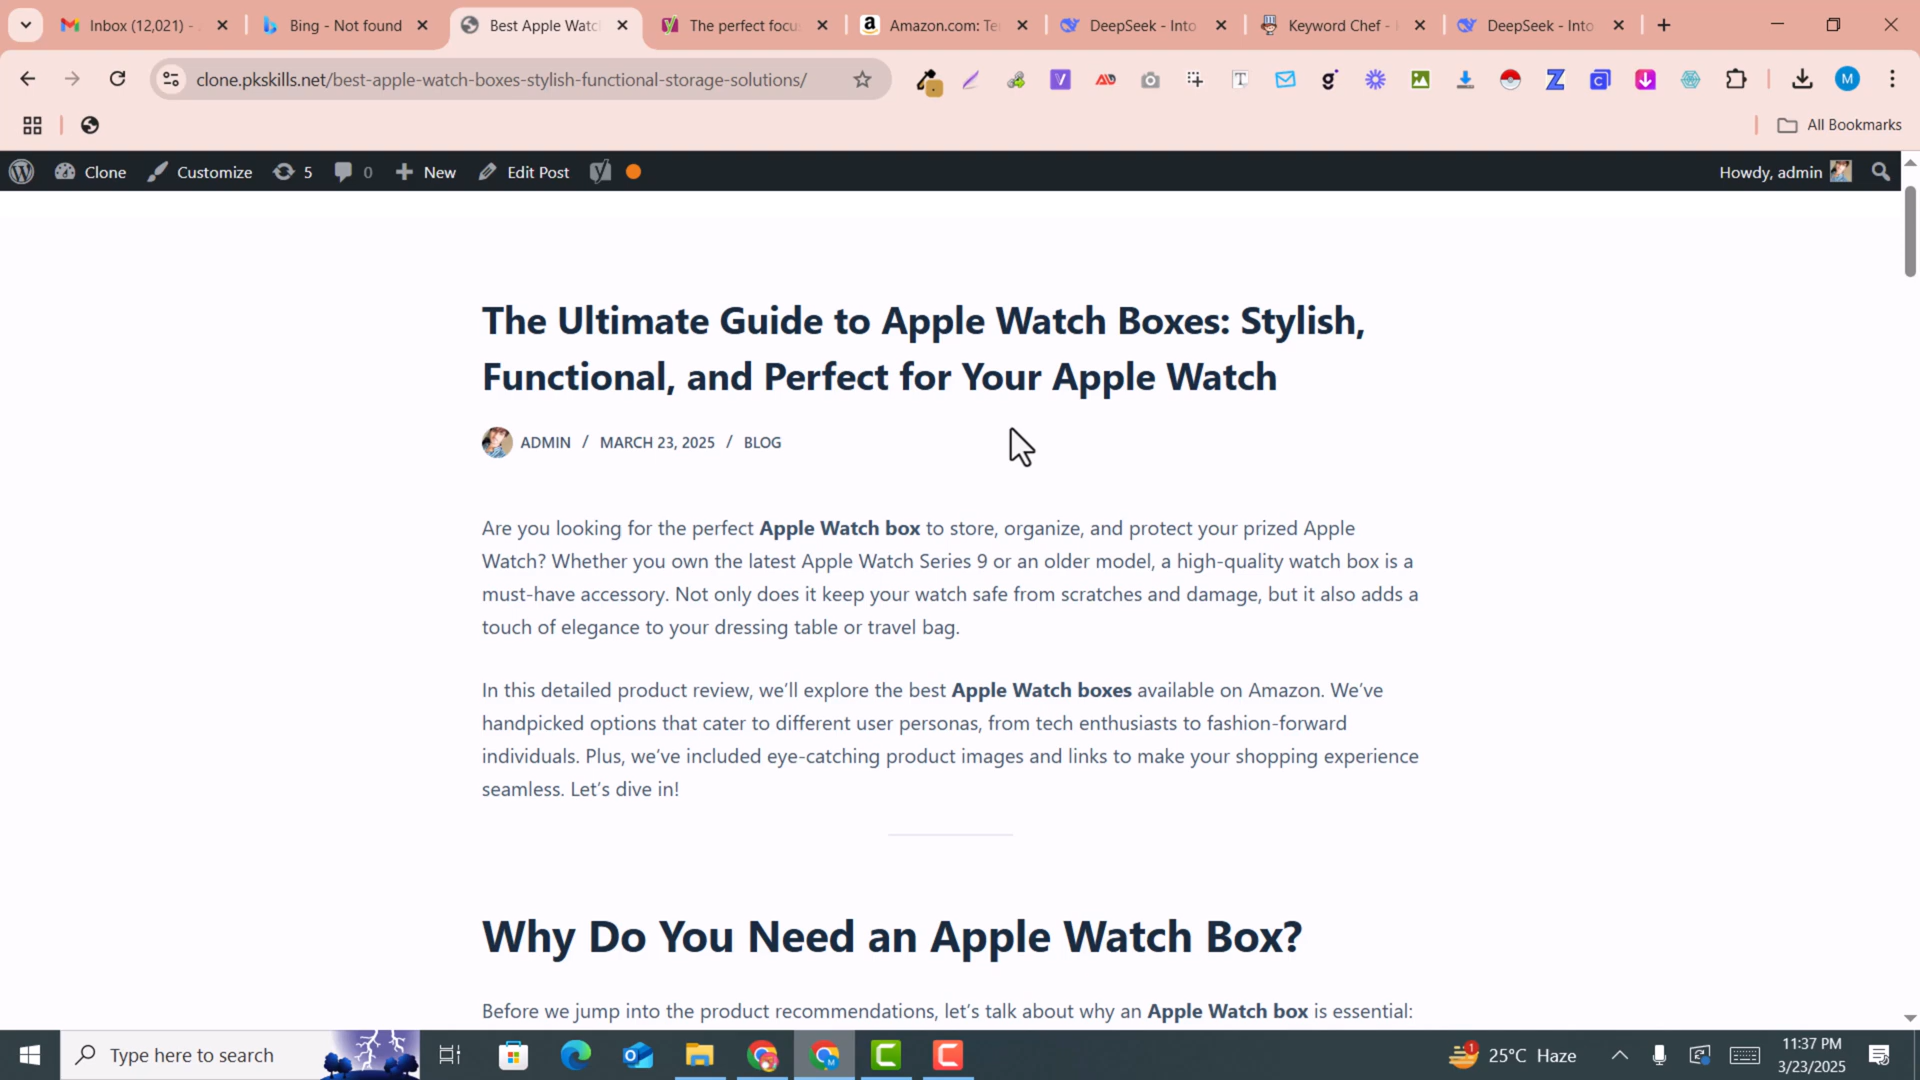 Inbox (12,021) -
Bing - Not found
Best Apple Watc
The perfect focu
Amazon.com: Te
DeepSeek - Into
Keyword Chef -
DeepSeek - Into
clone.pkskills.net/best-apple-watch-boxes-stylish-functional-storage-solutions/
All Bookmarks
Clone
Customize
5
0
New
Edit Post
Howdy, admin
The Ultimate Guide to Apple Watch Boxes: Stylish,
Functional, and Perfect for Your Apple Watch
ADMIN / MARCH 23, 2025 / BLOG
Are you looking for the perfect Apple Watch box to store, organize, and protect your prized Apple
Watch? Whether you own the latest Apple Watch Series 9 or an older model, a high-quality watch box is a
must-have accessory. Not only does it keep your watch safe from scratches and damage, but it also adds a
touch of elegance to your dressing table or travel bag.
In this detailed product review, we’ll explore the best Apple Watch boxes available on Amazon. We’ve
handpicked options that cater to different user personas, from tech enthusiasts to fashion-forward
individuals. Plus, we’ve included eye-catching product images and links to make your shopping experience
seamless. Let’s dive in!
Why Do You Need an Apple Watch Box?
Before we jump into the product recommendations, let’s talk about why an Apple Watch box is essential:
Type here to search
25°C Haze
11:37 PM
3/23/2025